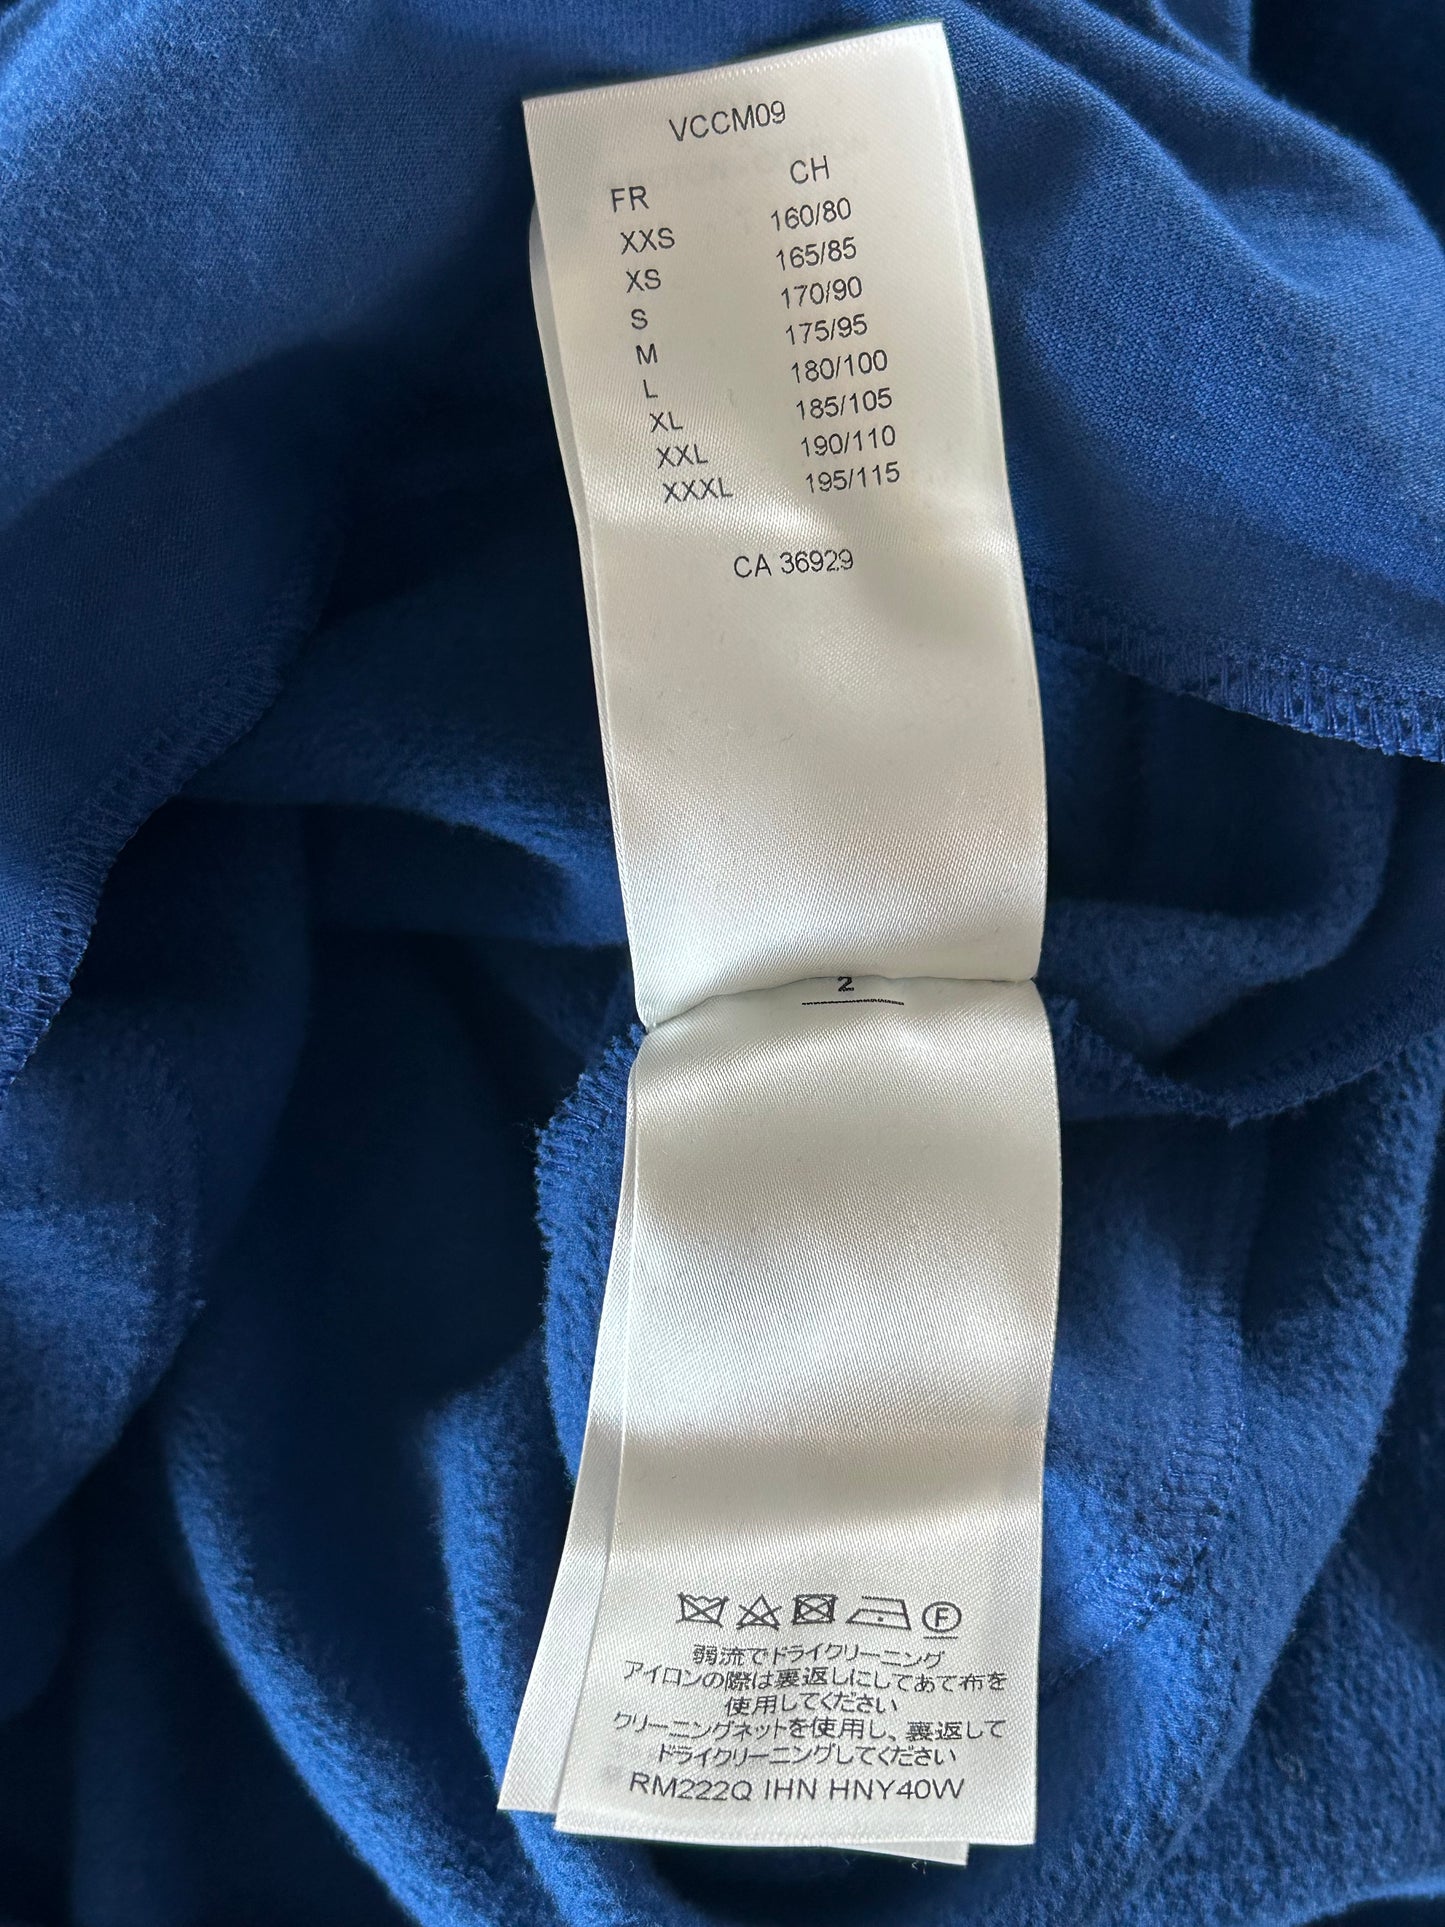 VCCM09
FR CH
XXS 160/80
XS 165/85
S 170/90
M 175/95
L 180/100
XL 185/105
XXL 190/110
XXXL 195/115
CA 36929
2
F
弱流でドライクリーニング
アイロンの際は裏返しにしてあて布を
使用してください
クリーニングネットを使用し、裏返して
ドライクリーニングしてください
RM222Q IHN HNY40W